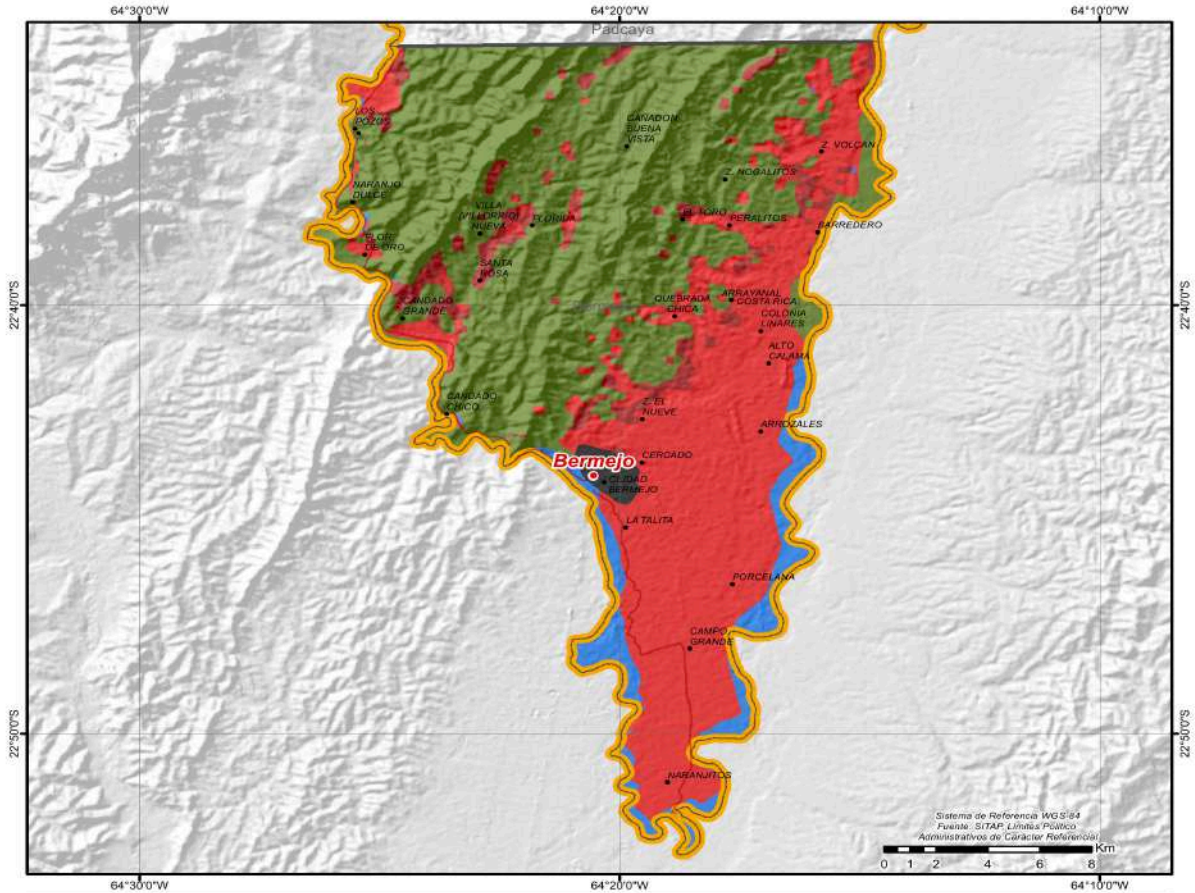 64°30'0"W
64°20'0"W
64°10'0"W
Padcaya
LOS
POZOS
CANADON
BUENA
VISTA
Z. VOLCAN
Z. NOGALITOS
NARANJO
DULCE
VILLA
(VILLORRIO)
NUEVA
FLORIDA
EL TORO
PERALITOS
BARREDERO
FLOR
DE ORO
SANTA
ROSA
22°40'0"S
22°40'0"S
CANDADO
GRANDE
QUEBRADA
CHICA
ARRAYANAL
COSTA RICA
COLONIA
LINARES
ALTO
CALAMA
CANDADO
CHICO
Z. EL
NUEVE
ARROZALES
Bermejo
CERCADO
CIUDAD
BERMEJO
LA TALITA
PORCELANA
CAMPO
GRANDE
22°50'0"S
22°50'0"S
NARANJITOS
Sistema de Referencia WGS-84
Fuente: SITAP, Limites Político
Administrativos de Carácter Referencial
Km
0 1 2 4 6 8
64°30'0"W
64°20'0"W
64°10'0"W